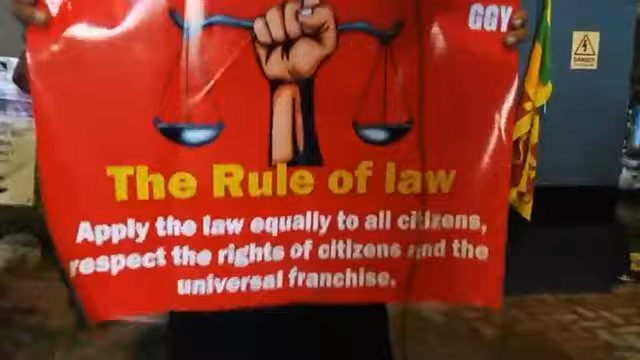 GGY
DANGER
The Rule of law
Apply the law equally to all citizens,
respect the rights of citizens and the
universal franchise.